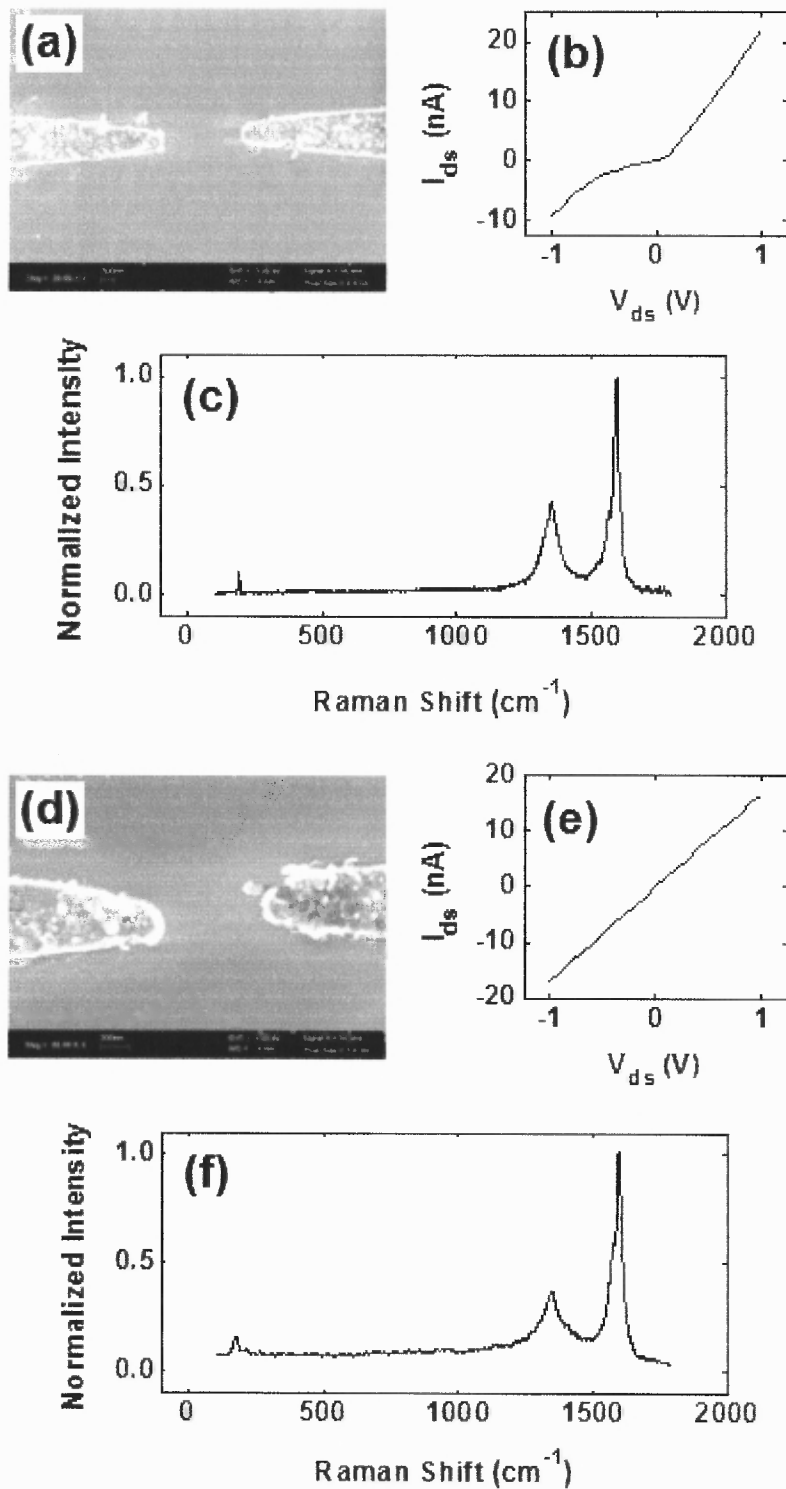 (a)
(b)
20
10
0
-10
I_ds (nA)
-1 0 1
V_ds (V)
(c)
1.0
0.5
0.0
Normalized Intensity
0 500 1000 1500 2000
Raman Shift (cm^-1)
(d)
(e)
20
10
0
-10
-20
I_ds (nA)
-1 0 1
V_ds (V)
(f)
1.0
0.5
0.0
Normalized Intensity
0 500 1000 1500 2000
Raman Shift (cm^-1)